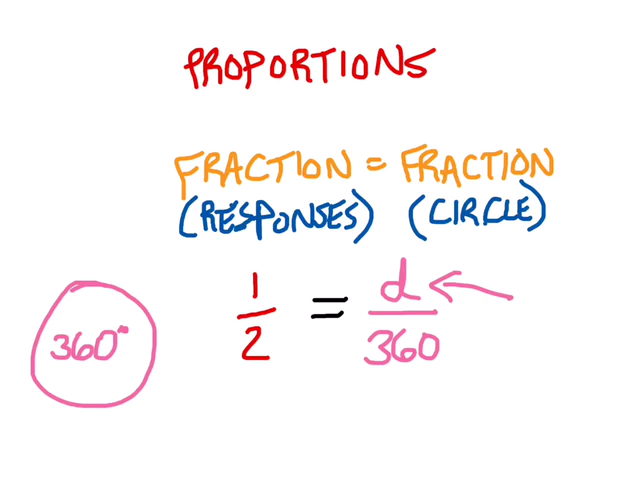 PROPORTIONS
FRACTION = FRACTION
(RESPONSES) (CIRCLE)
1/2 = d/360
360°